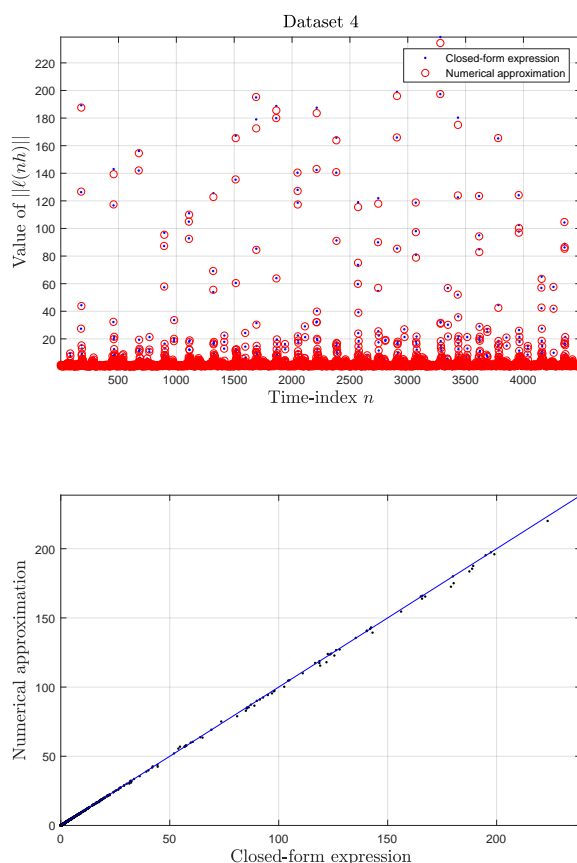 Dataset 4
Closed-form expression
Numerical approximation
Value of ||ℓ(nh)||
220
200
180
160
140
120
100
80
60
40
20
500 1000 1500 2000 2500 3000 3500 4000
Time-index n
Numerical approximation
200
150
100
50
0
0 50 100 150 200
Closed-form expression